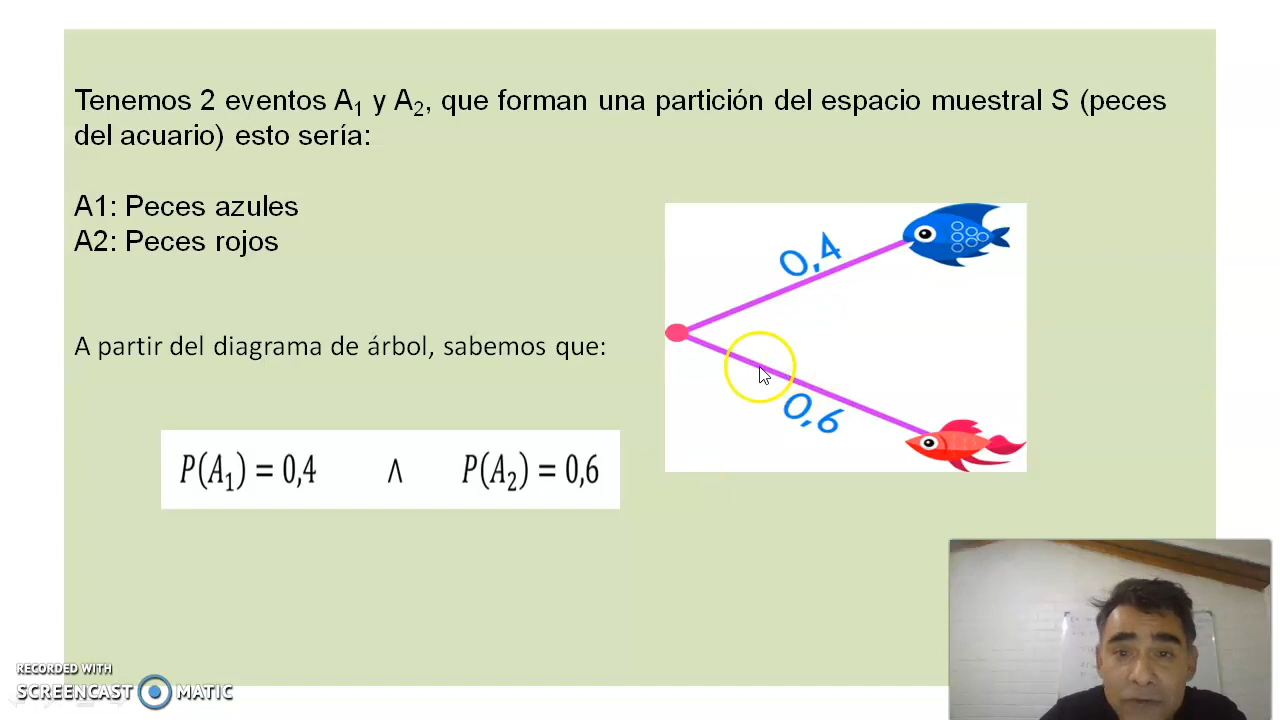 Tenemos 2 eventos A₁ y A₂, que forman una partición del espacio muestral S (peces
del acuario) esto sería:
A1: Peces azules
A2: Peces rojos
0,4
A partir del diagrama de árbol, sabemos que:
0,6
P(A₁) = 0,4 ∧ P(A₂) = 0,6
RECORDED WITH
SCREENCAST MATIC